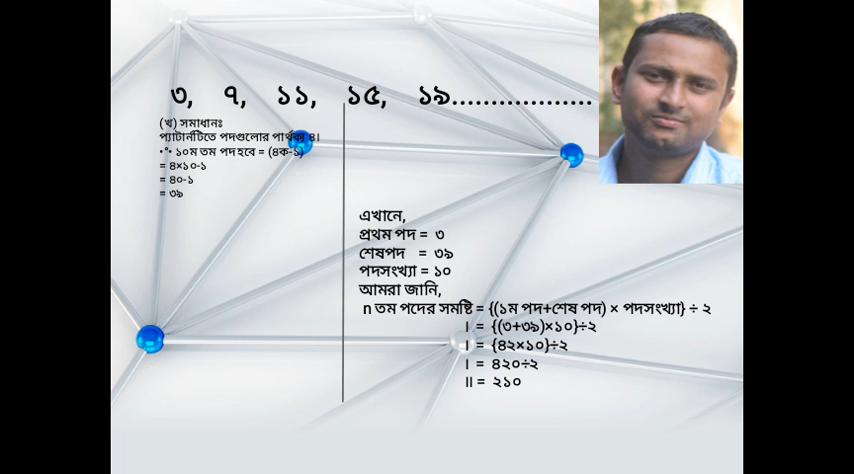 ৩, ৭, ১১, ১৫, ১৯..................
(খ) সমাধানঃ
প্যাটার্নটিতে পদগুলোর পার্থক্য ৪।
•°• ১০ম তম পদ হবে = (৪ক-১)
= ৪×১০-১
= ৪০-১
= ৩৯
এখানে,
প্রথম পদ = ৩
শেষপদ = ৩৯
পদসংখ্যা = ১০
আমরা জানি,
n তম পদের সমষ্টি = {(১ম পদ+শেষ পদ) × পদসংখ্যা} ÷ ২
। = {(৩+৩৯)×১০}÷২
। = {৪২×১০}÷২
। = ৪২০÷২
॥ = ২১০